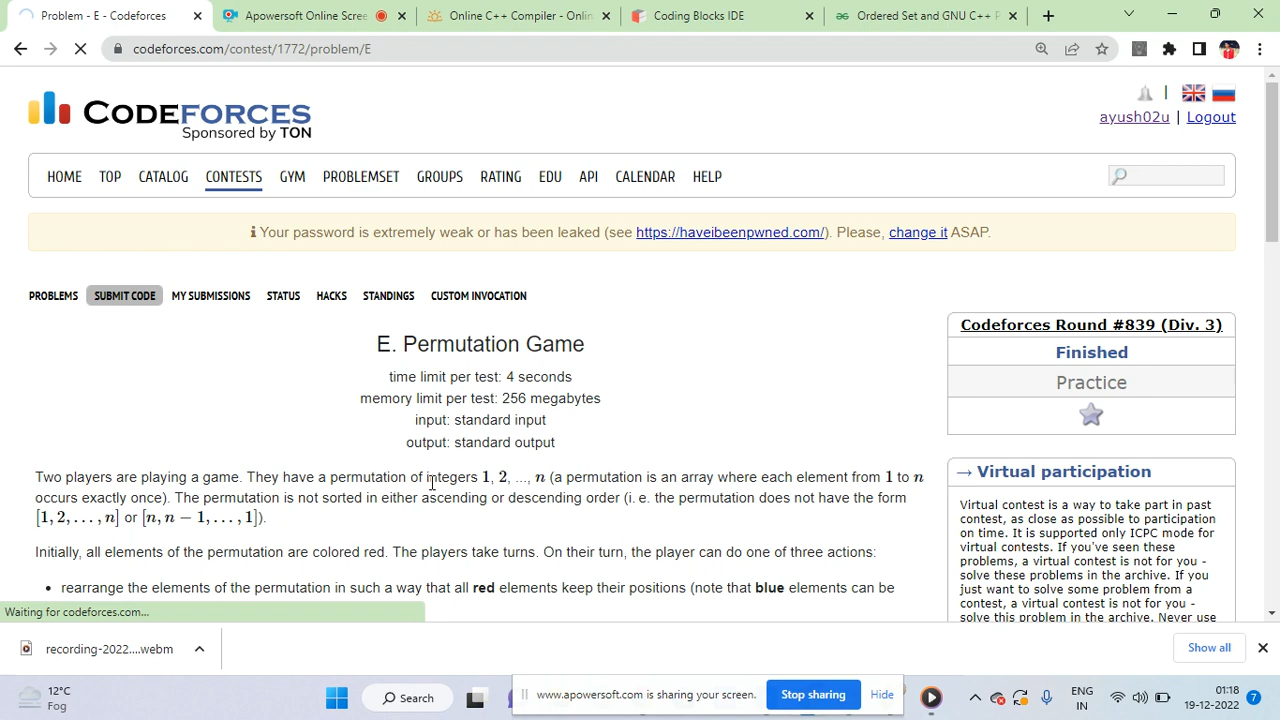 Problem - E - Codeforces
Apowersoft Online Scree
Online C++ Compiler - Onlin
Coding Blocks IDE
Ordered Set and GNU C++ P
codeforces.com/contest/1772/problem/E
CODEFORCES
Sponsored by TON
ayush02u | Logout
HOME TOP CATALOG CONTESTS GYM PROBLEMSET GROUPS RATING EDU API CALENDAR HELP
Your password is extremely weak or has been leaked (see https://haveibeenpwned.com/). Please, change it ASAP.
PROBLEMS SUBMIT CODE MY SUBMISSIONS STATUS HACKS STANDINGS CUSTOM INVOCATION
E. Permutation Game
time limit per test: 4 seconds
memory limit per test: 256 megabytes
input: standard input
output: standard output
Two players are playing a game. They have a permutation of integers 1, 2, ..., n (a permutation is an array where each element from 1 to n
occurs exactly once). The permutation is not sorted in either ascending or descending order (i. e. the permutation does not have the form
[1, 2, . . . , n] or [n, n − 1, . . . , 1]).
Initially, all elements of the permutation are colored red. The players take turns. On their turn, the player can do one of three actions:
• rearrange the elements of the permutation in such a way that all red elements keep their positions (note that blue elements can be
Codeforces Round #839 (Div. 3)
Finished
Practice
→ Virtual participation
Virtual contest is a way to take part in past
contest, as close as possible to participation
on time. It is supported only ICPC mode for
virtual contests. If you've seen these
problems, a virtual contest is not for you -
solve these problems in the archive. If you
just want to solve some problem from a
contest, a virtual contest is not for you -
solve this problem in the archive. Never use
Waiting for codeforces.com...
recording-2022....webm
Show all
12°C
Fog
Search
www.apowersoft.com is sharing your screen.
Stop sharing
Hide
ENG
IN
01:18
19-12-2022
7